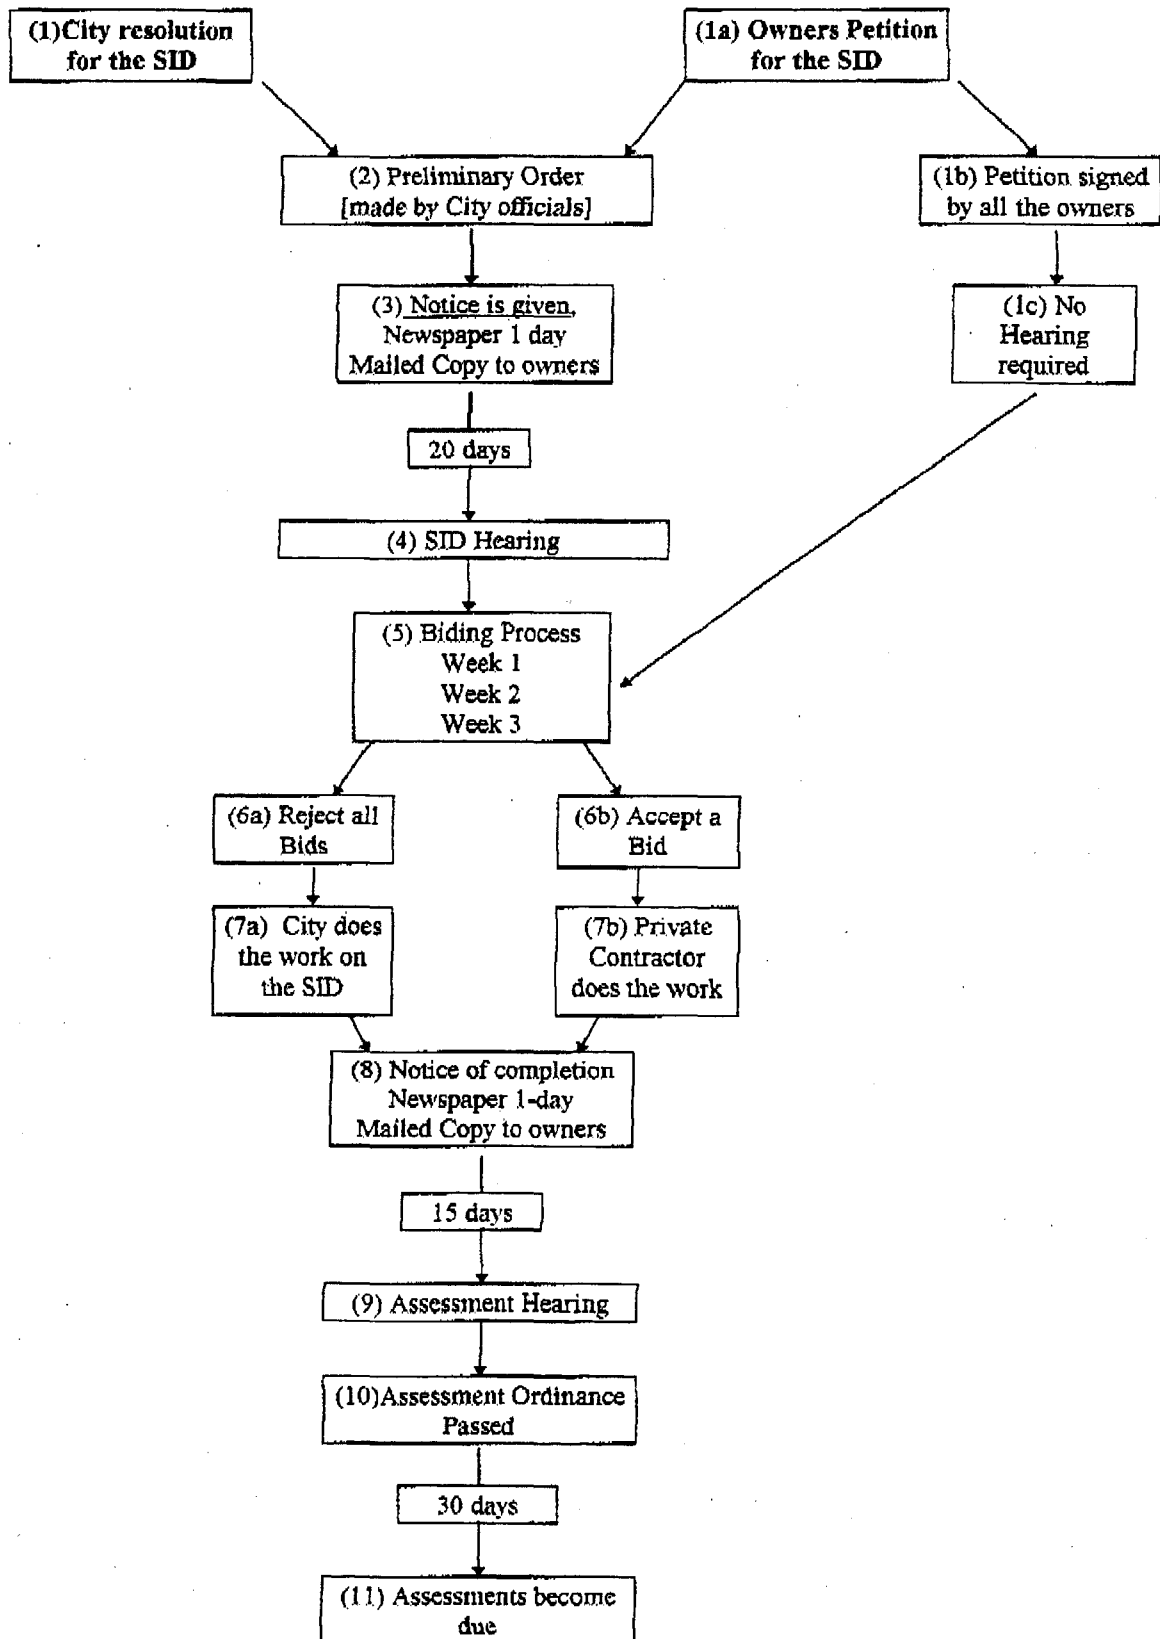 (1)City resolution
for the SID
(1a) Owners Petition
for the SID
(2) Preliminary Order
[made by City officials]
(1b) Petition signed
by all the owners
(3) Notice is given,
Newspaper 1 day
Mailed Copy to owners
(1c) No
Hearing
required
20 days
(4) SID Hearing
(5) Biding Process
Week 1
Week 2
Week 3
(6a) Reject all
Bids
(6b) Accept a
Bid
(7a) City does
the work on
the SID
(7b) Private
Contractor
does the work
(8) Notice of completion
Newspaper 1-day
Mailed Copy to owners
15 days
(9) Assessment Hearing
(10)Assessment Ordinance
Passed
30 days
(11) Assessments become
due